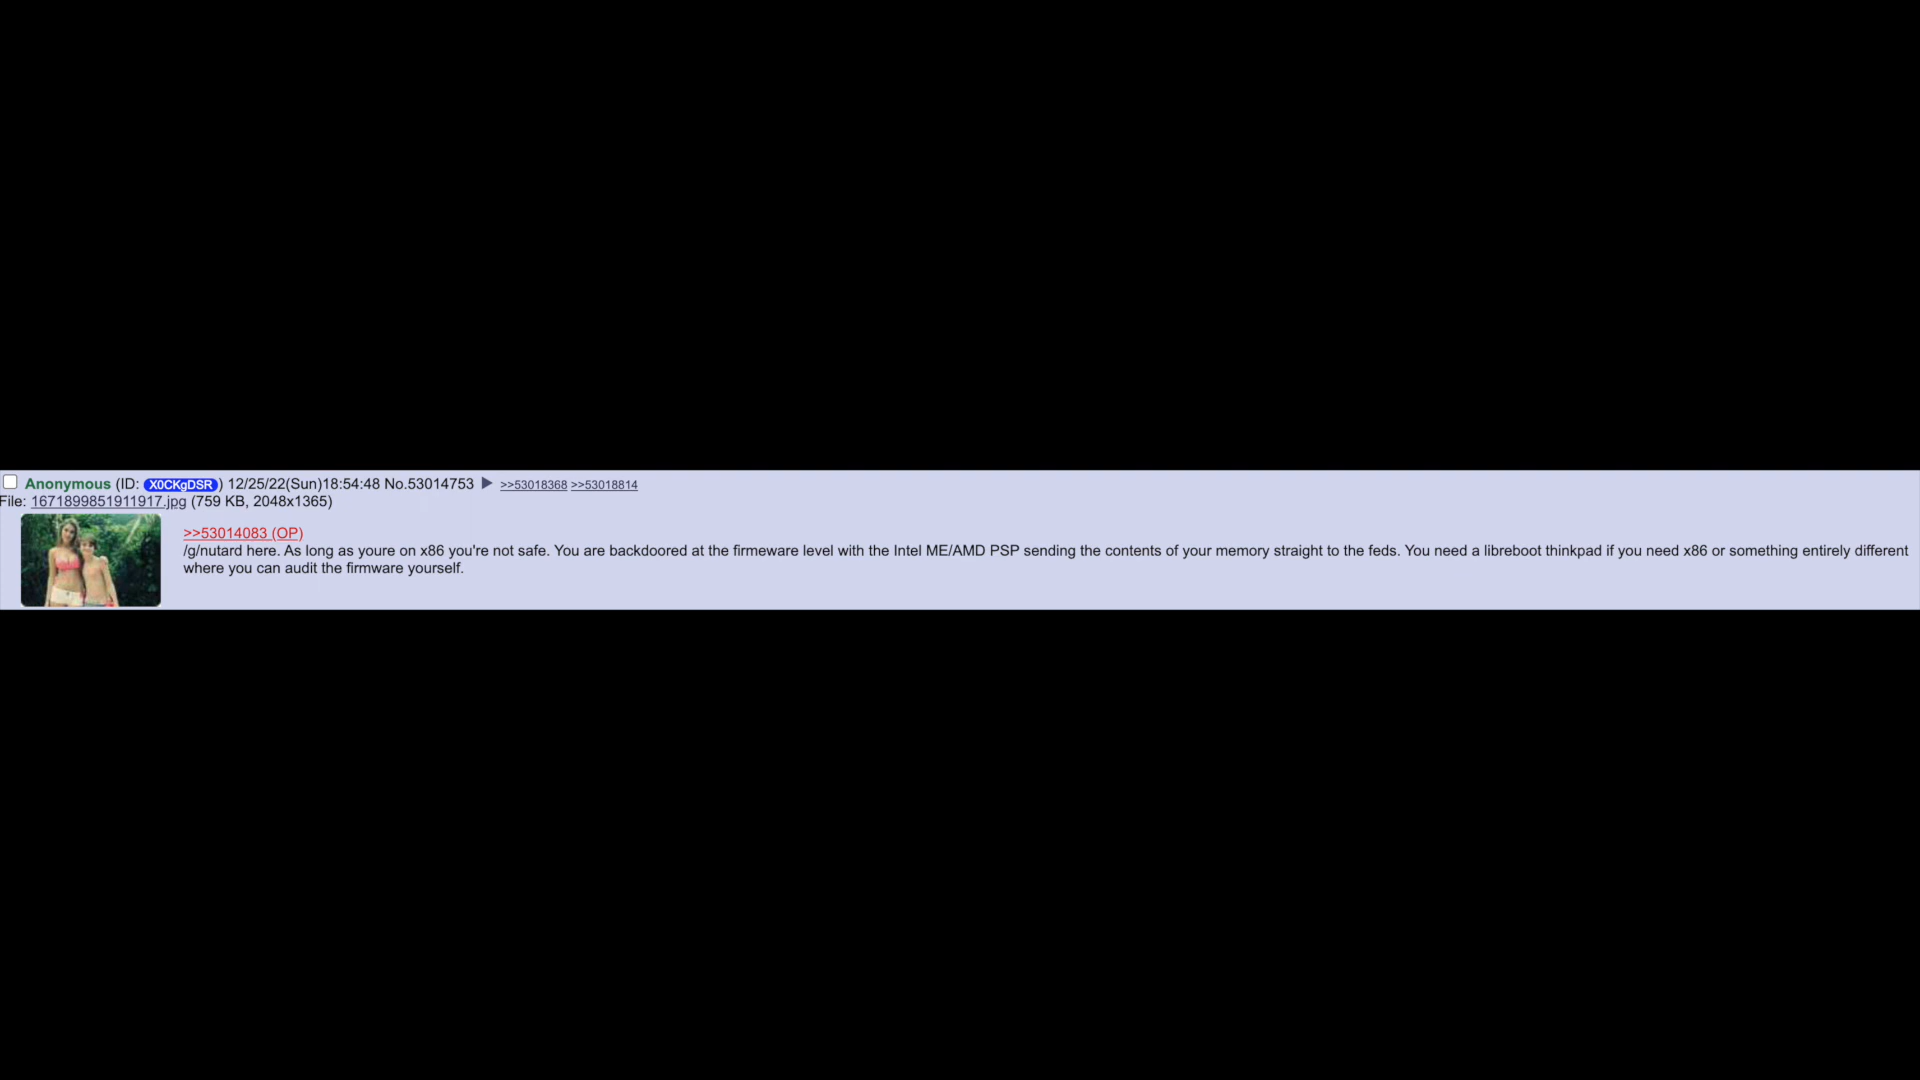 Anonymous (ID: X0CKgDSR) 12/25/22(Sun)18:54:48 No.53014753 ▶ >>53018368 >>53018814
File: 1671899851911917.jpg (759 KB, 2048x1365)
>>53014083 (OP)
/g/nutard here. As long as youre on x86 you're not safe. You are backdoored at the firmeware level with the Intel ME/AMD PSP sending the contents of your memory straight to the feds. You need a libreboot thinkpad if you need x86 or something entirely different
where you can audit the firmware yourself.